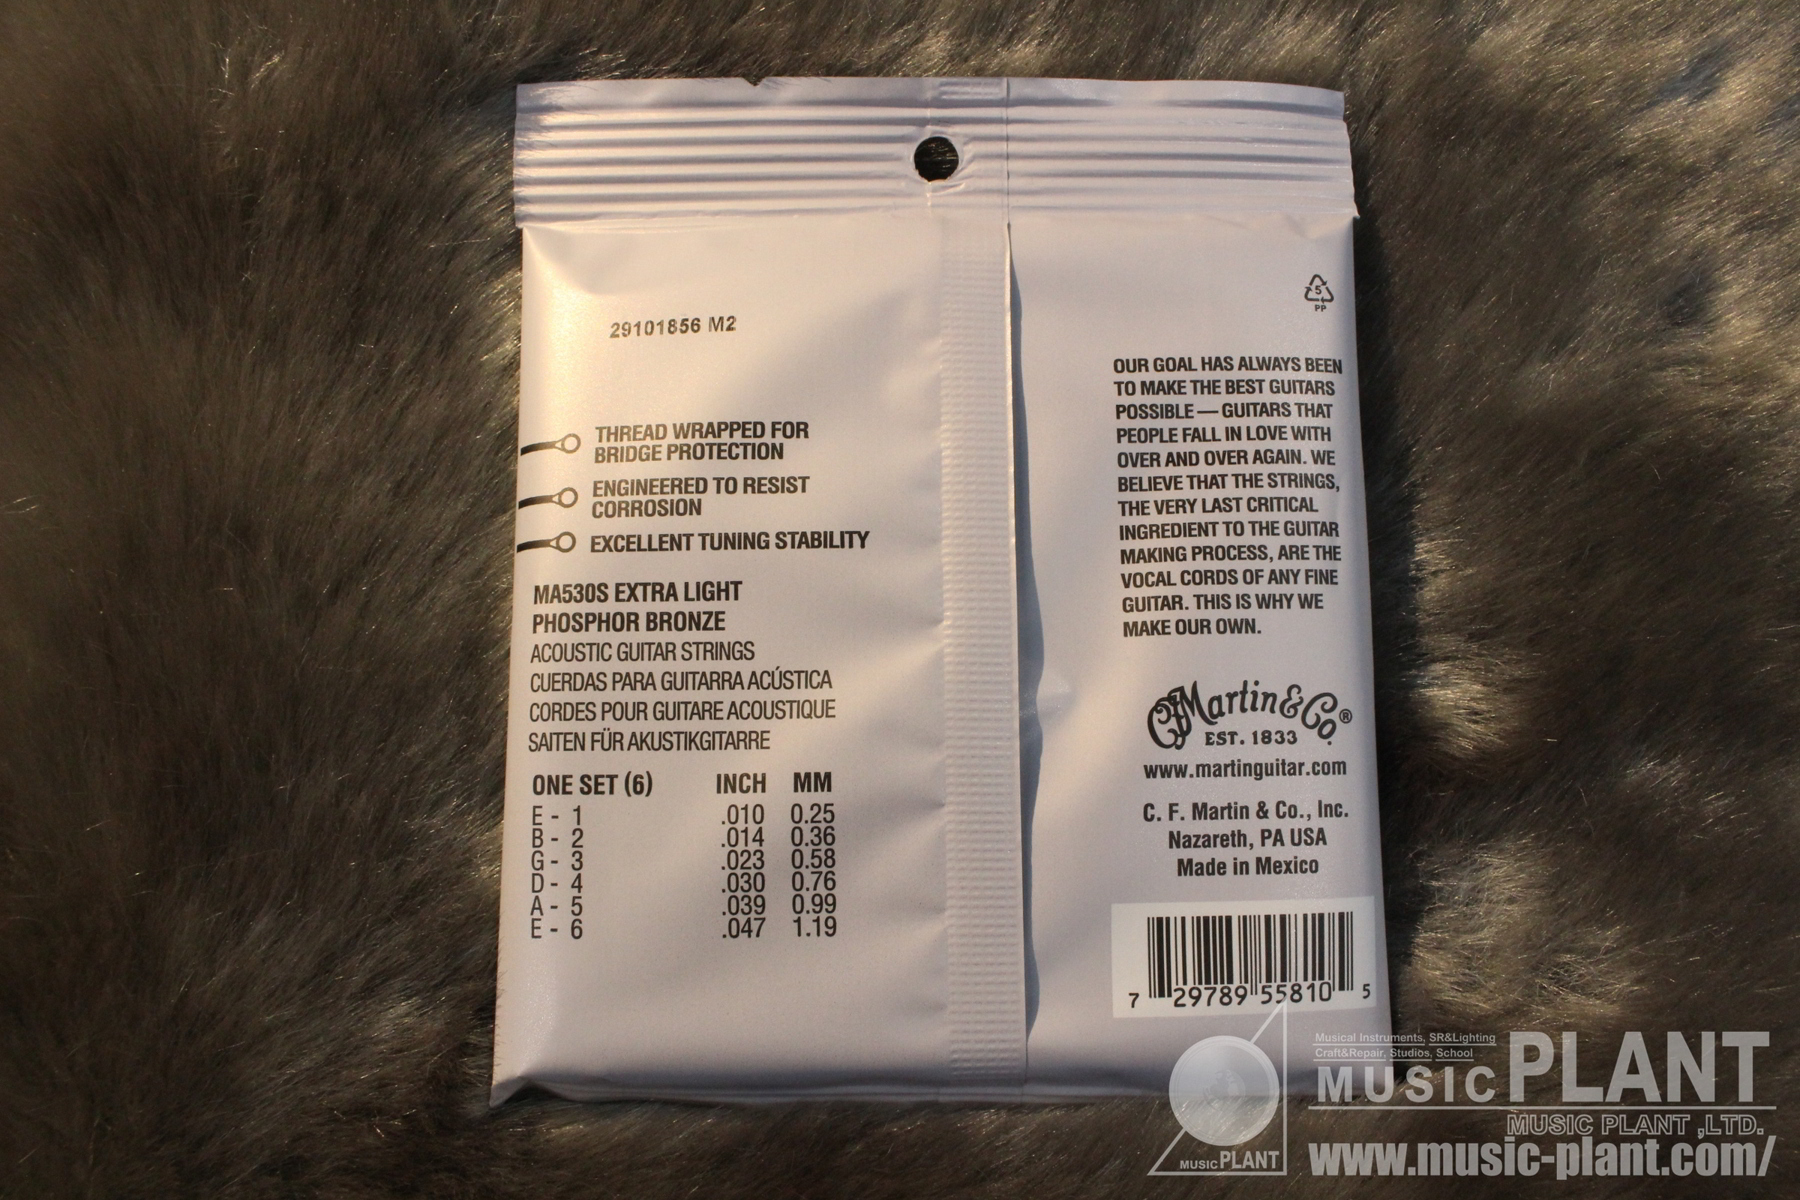 29101856 M2
THREAD WRAPPED FOR
BRIDGE PROTECTION
ENGINEERED TO RESIST
CORROSION
EXCELLENT TUNING STABILITY
MA530S EXTRA LIGHT
PHOSPHOR BRONZE
ACOUSTIC GUITAR STRINGS
CUERDAS PARA GUITARRA ACÚSTICA
CORDES POUR GUITARE ACOUSTIQUE
SAITEN FÜR AKUSTIKGITARRE
ONE SET (6) INCH MM
E - 1 .010 0.25
B - 2 .014 0.36
G - 3 .023 0.58
D - 4 .030 0.76
A - 5 .039 0.99
E - 6 .047 1.19
5
PP
OUR GOAL HAS ALWAYS BEEN
TO MAKE THE BEST GUITARS
POSSIBLE — GUITARS THAT
PEOPLE FALL IN LOVE WITH
OVER AND OVER AGAIN. WE
BELIEVE THAT THE STRINGS,
THE VERY LAST CRITICAL
INGREDIENT TO THE GUITAR
MAKING PROCESS, ARE THE
VOCAL CORDS OF ANY FINE
GUITAR. THIS IS WHY WE
MAKE OUR OWN.
CF Martin & Co.®
EST. 1833
www.martinguitar.com
C. F. Martin & Co., Inc.
Nazareth, PA USA
Made in Mexico
7 29789 55810 5
Musical Instruments, SR&Lighting
Craft&Repair, Studios, School
MUSIC PLANT
MUSIC PLANT ,LTD.
MUSIC PLANT
www.music-plant.com/